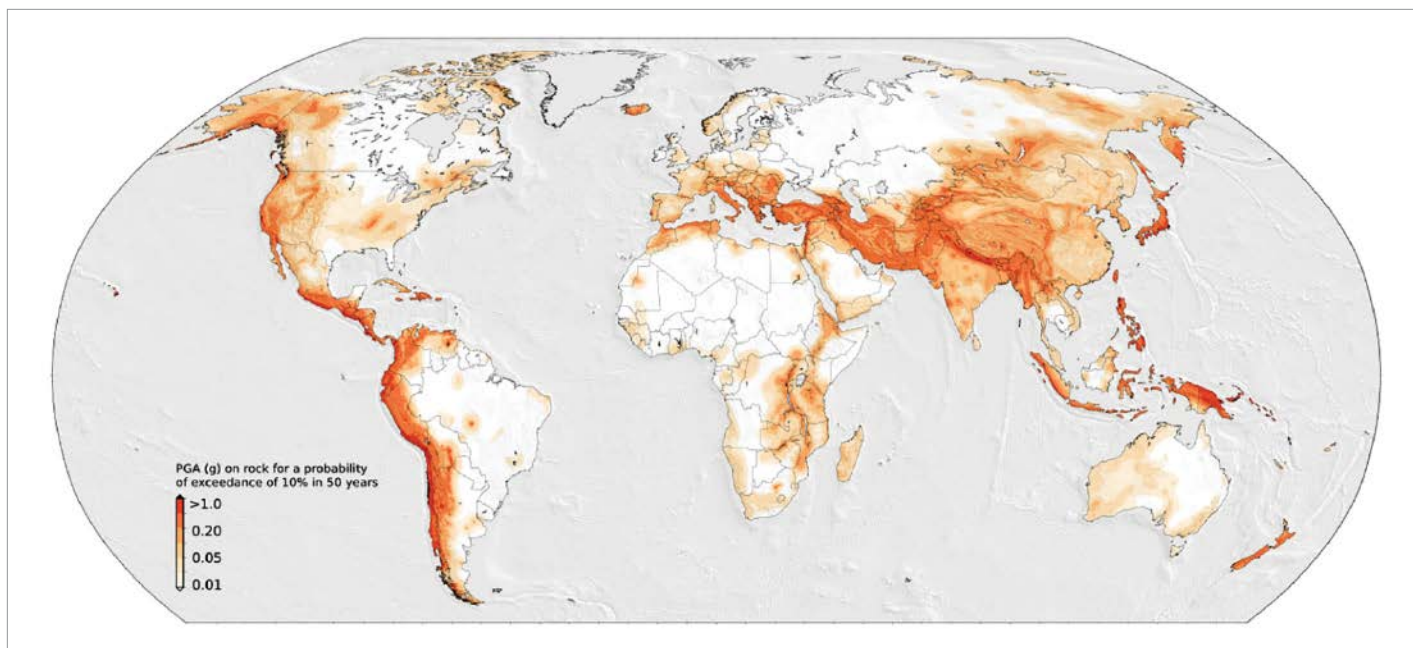 PGA (g) on rock for a probability
of exceedance of 10% in 50 years
>1.0
0.20
0.05
0.01